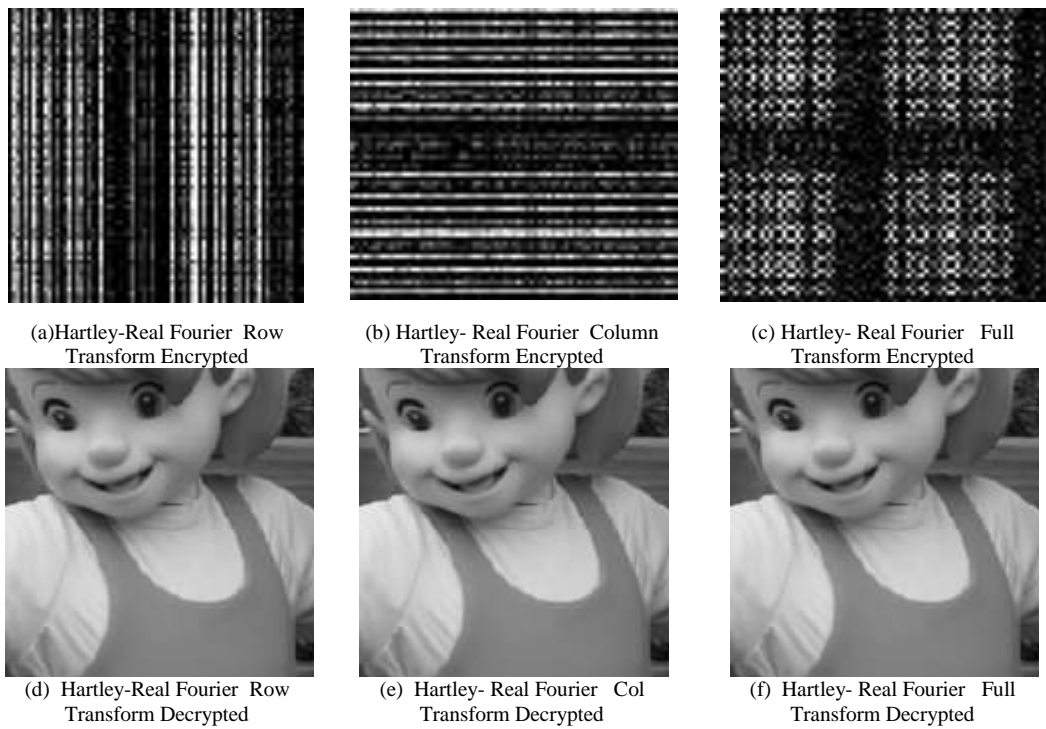 (a)Hartley-Real Fourier Row
Transform Encrypted
(b) Hartley- Real Fourier Column
Transform Encrypted
(c) Hartley- Real Fourier Full
Transform Encrypted
(d) Hartley-Real Fourier Row
Transform Decrypted
(e) Hartley- Real Fourier Col
Transform Decrypted
(f) Hartley- Real Fourier Full
Transform Decrypted